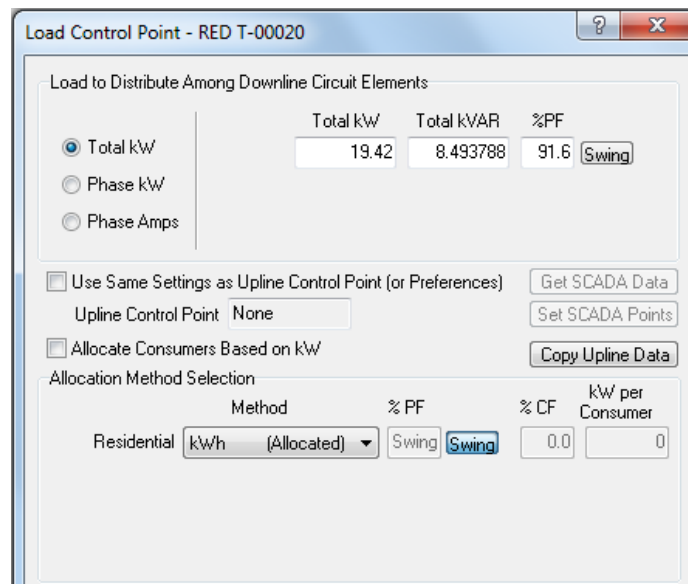 Load Control Point - RED T-00020
?
X
Load to Distribute Among Downline Circuit Elements
Total kW Total kVAR %PF
Total kW 19.42 8.493788 91.6 Swing
Phase kW
Phase Amps
Use Same Settings as Upline Control Point (or Preferences) Get SCADA Data
Upline Control Point None Set SCADA Points
Allocate Consumers Based on kW Copy Upline Data
Allocation Method Selection
Method % PF % CF kW per Consumer
Residential kWh (Allocated) Swing Swing 0.0 0